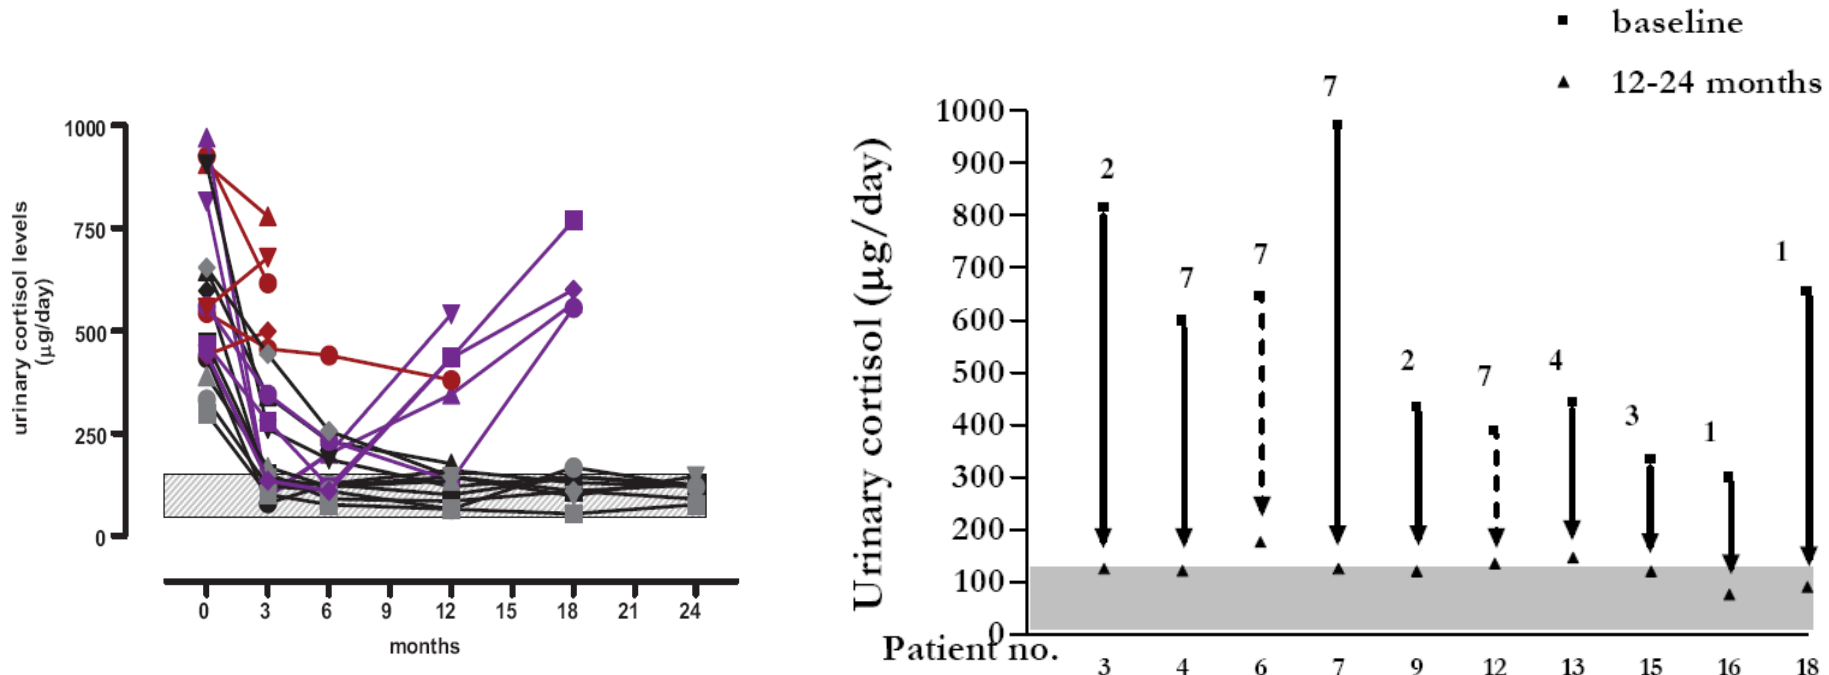 urinary cortisol levels
(µg/day)
1000
750
500
250
0
0 3 6 9 12 15 18 21 24
months
■ baseline
▲ 12-24 months
Urinary cortisol (µg/day)
1000
900
800
700
600
500
400
300
200
100
0
2 7 7 7 2 7 4 3 1 1
Patient no.
3 4 6 7 9 12 13 15 16 18